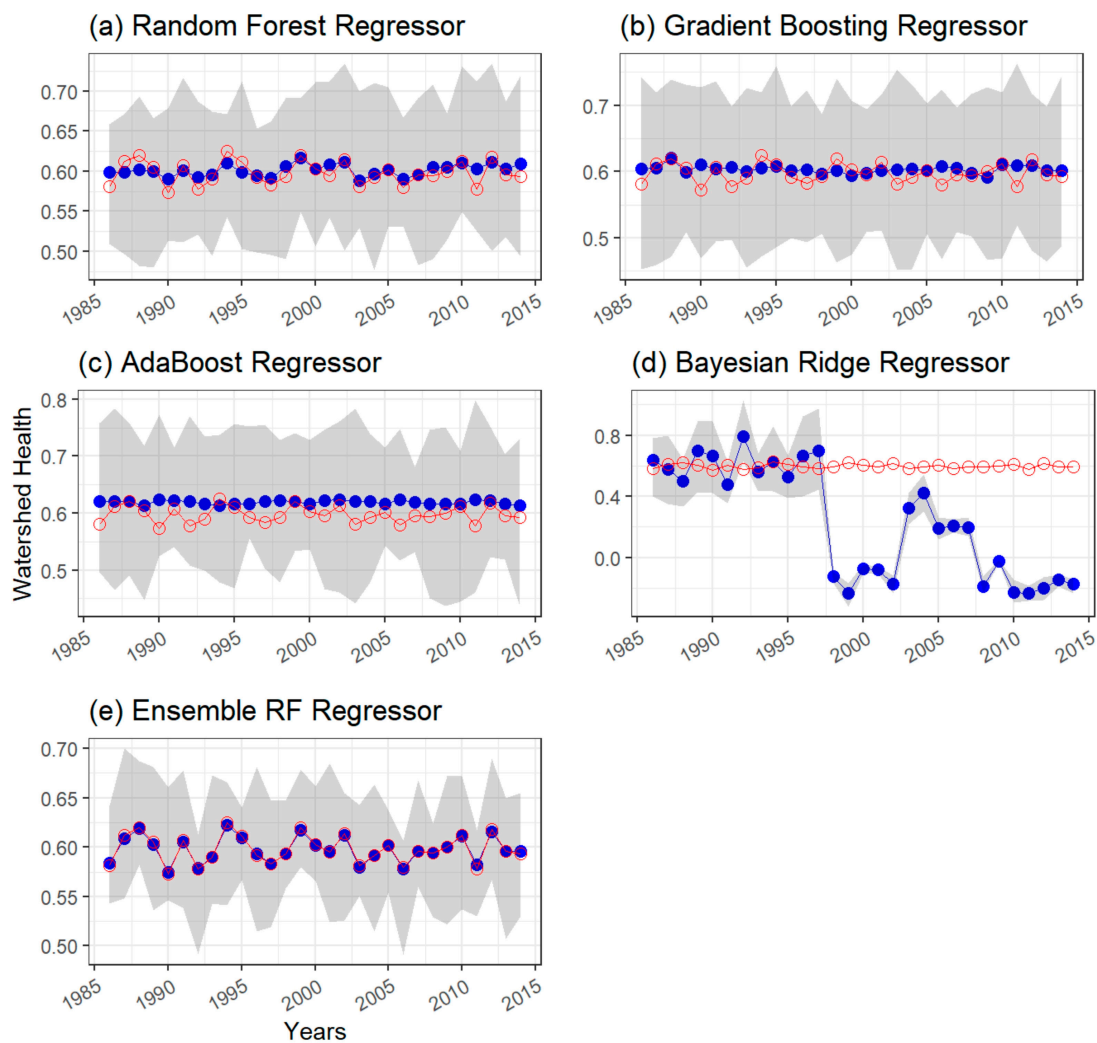 (a) Random Forest Regressor
0.70
0.65
0.60
0.55
0.50
1985 1990 1995 2000 2005 2010 2015
(b) Gradient Boosting Regressor
0.7
0.6
0.5
1985 1990 1995 2000 2005 2010 2015
Watershed Health
(c) AdaBoost Regressor
0.8
0.7
0.6
0.5
1985 1990 1995 2000 2005 2010 2015
(d) Bayesian Ridge Regressor
0.8
0.4
0.0
1985 1990 1995 2000 2005 2010 2015
(e) Ensemble RF Regressor
0.70
0.65
0.60
0.55
0.50
1985 1990 1995 2000 2005 2010 2015
Years